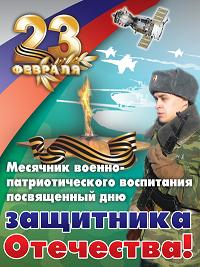 23
ФЕВРАЛЯ
Месячник военно-
патриотического воспитания
посвященный дню
защитника
Отечества!